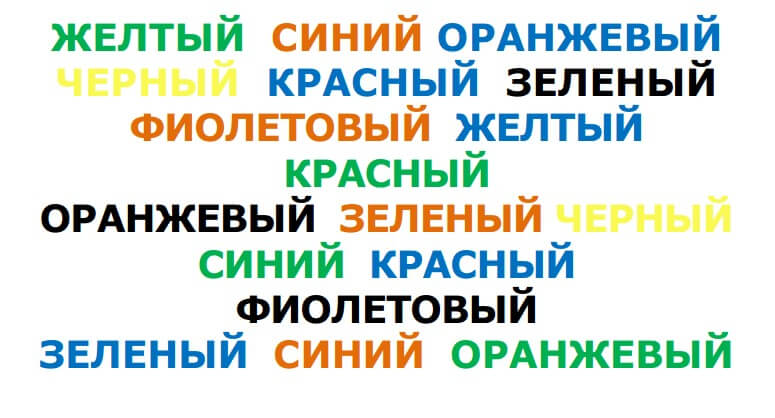 ЖЕЛТЫЙ СИНИЙ ОРАНЖЕВЫЙ
ЧЕРНЫЙ КРАСНЫЙ ЗЕЛЕНЫЙ
ФИОЛЕТОВЫЙ ЖЕЛТЫЙ
КРАСНЫЙ
ОРАНЖЕВЫЙ ЗЕЛЕНЫЙ ЧЕРНЫЙ
СИНИЙ КРАСНЫЙ
ФИОЛЕТОВЫЙ
ЗЕЛЕНЫЙ СИНИЙ ОРАНЖЕВЫЙ